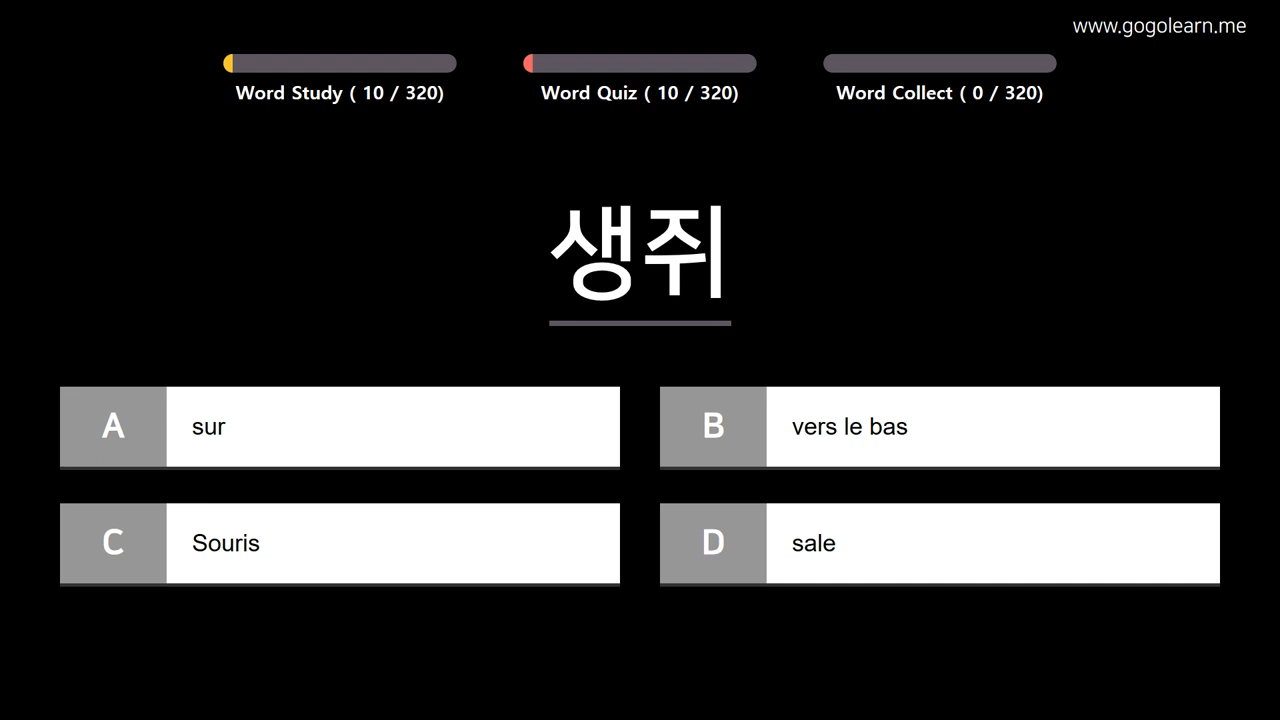 www.gogolearn.me
Word Study ( 10 / 320)
Word Quiz ( 10 / 320)
Word Collect ( 0 / 320)
생쥐
A sur
B vers le bas
C Souris
D sale